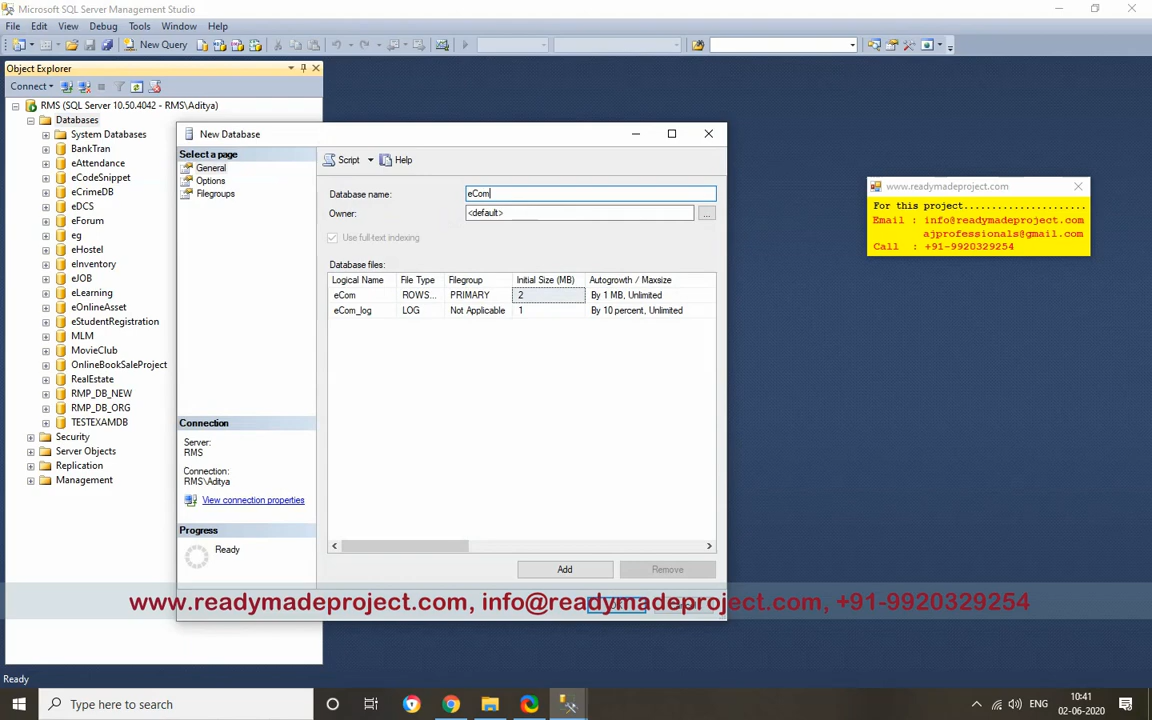 Microsoft SQL Server Management Studio
File Edit View Debug Tools Window Help
New Query
Object Explorer
Connect
RMS (SQL Server 10.50.4042 - RMS\Aditya)
Databases
System Databases
BankTran
eAttendance
eCodeSnippet
eCrimeDB
eDCS
eForum
eg
eHostel
eInventory
eJOB
eLearning
eOnlineAsset
eStudentRegistration
MLM
MovieClub
OnlineBookSaleProject
RealEstate
RMP_DB_NEW
RMP_DB_ORG
TESTEXAMDB
Security
Server Objects
Replication
Management
New Database
Select a page
General
Options
Filegroups
Connection
Server:
RMS
Connection:
RMS\Aditya
View connection properties
Progress
Ready
Script Help
Database name: eCom
Owner: <default> ...
Use full-text indexing
Database files:
Logical Name File Type Filegroup Initial Size (MB) Autogrowth / Maxsize
eCom ROWS... PRIMARY 2 By 1 MB, Unlimited
eCom_log LOG Not Applicable 1 By 10 percent, Unlimited
Add Remove
www.readymadeproject.com
For this project......................
Email : info@readymadeproject.com
ajprofessionals@gmail.com
Call : +91-9920329254
www.readymadeproject.com, info@readymadeproject.com, +91-9920329254
Ready
Type here to search
ENG
10:41
02-06-2020